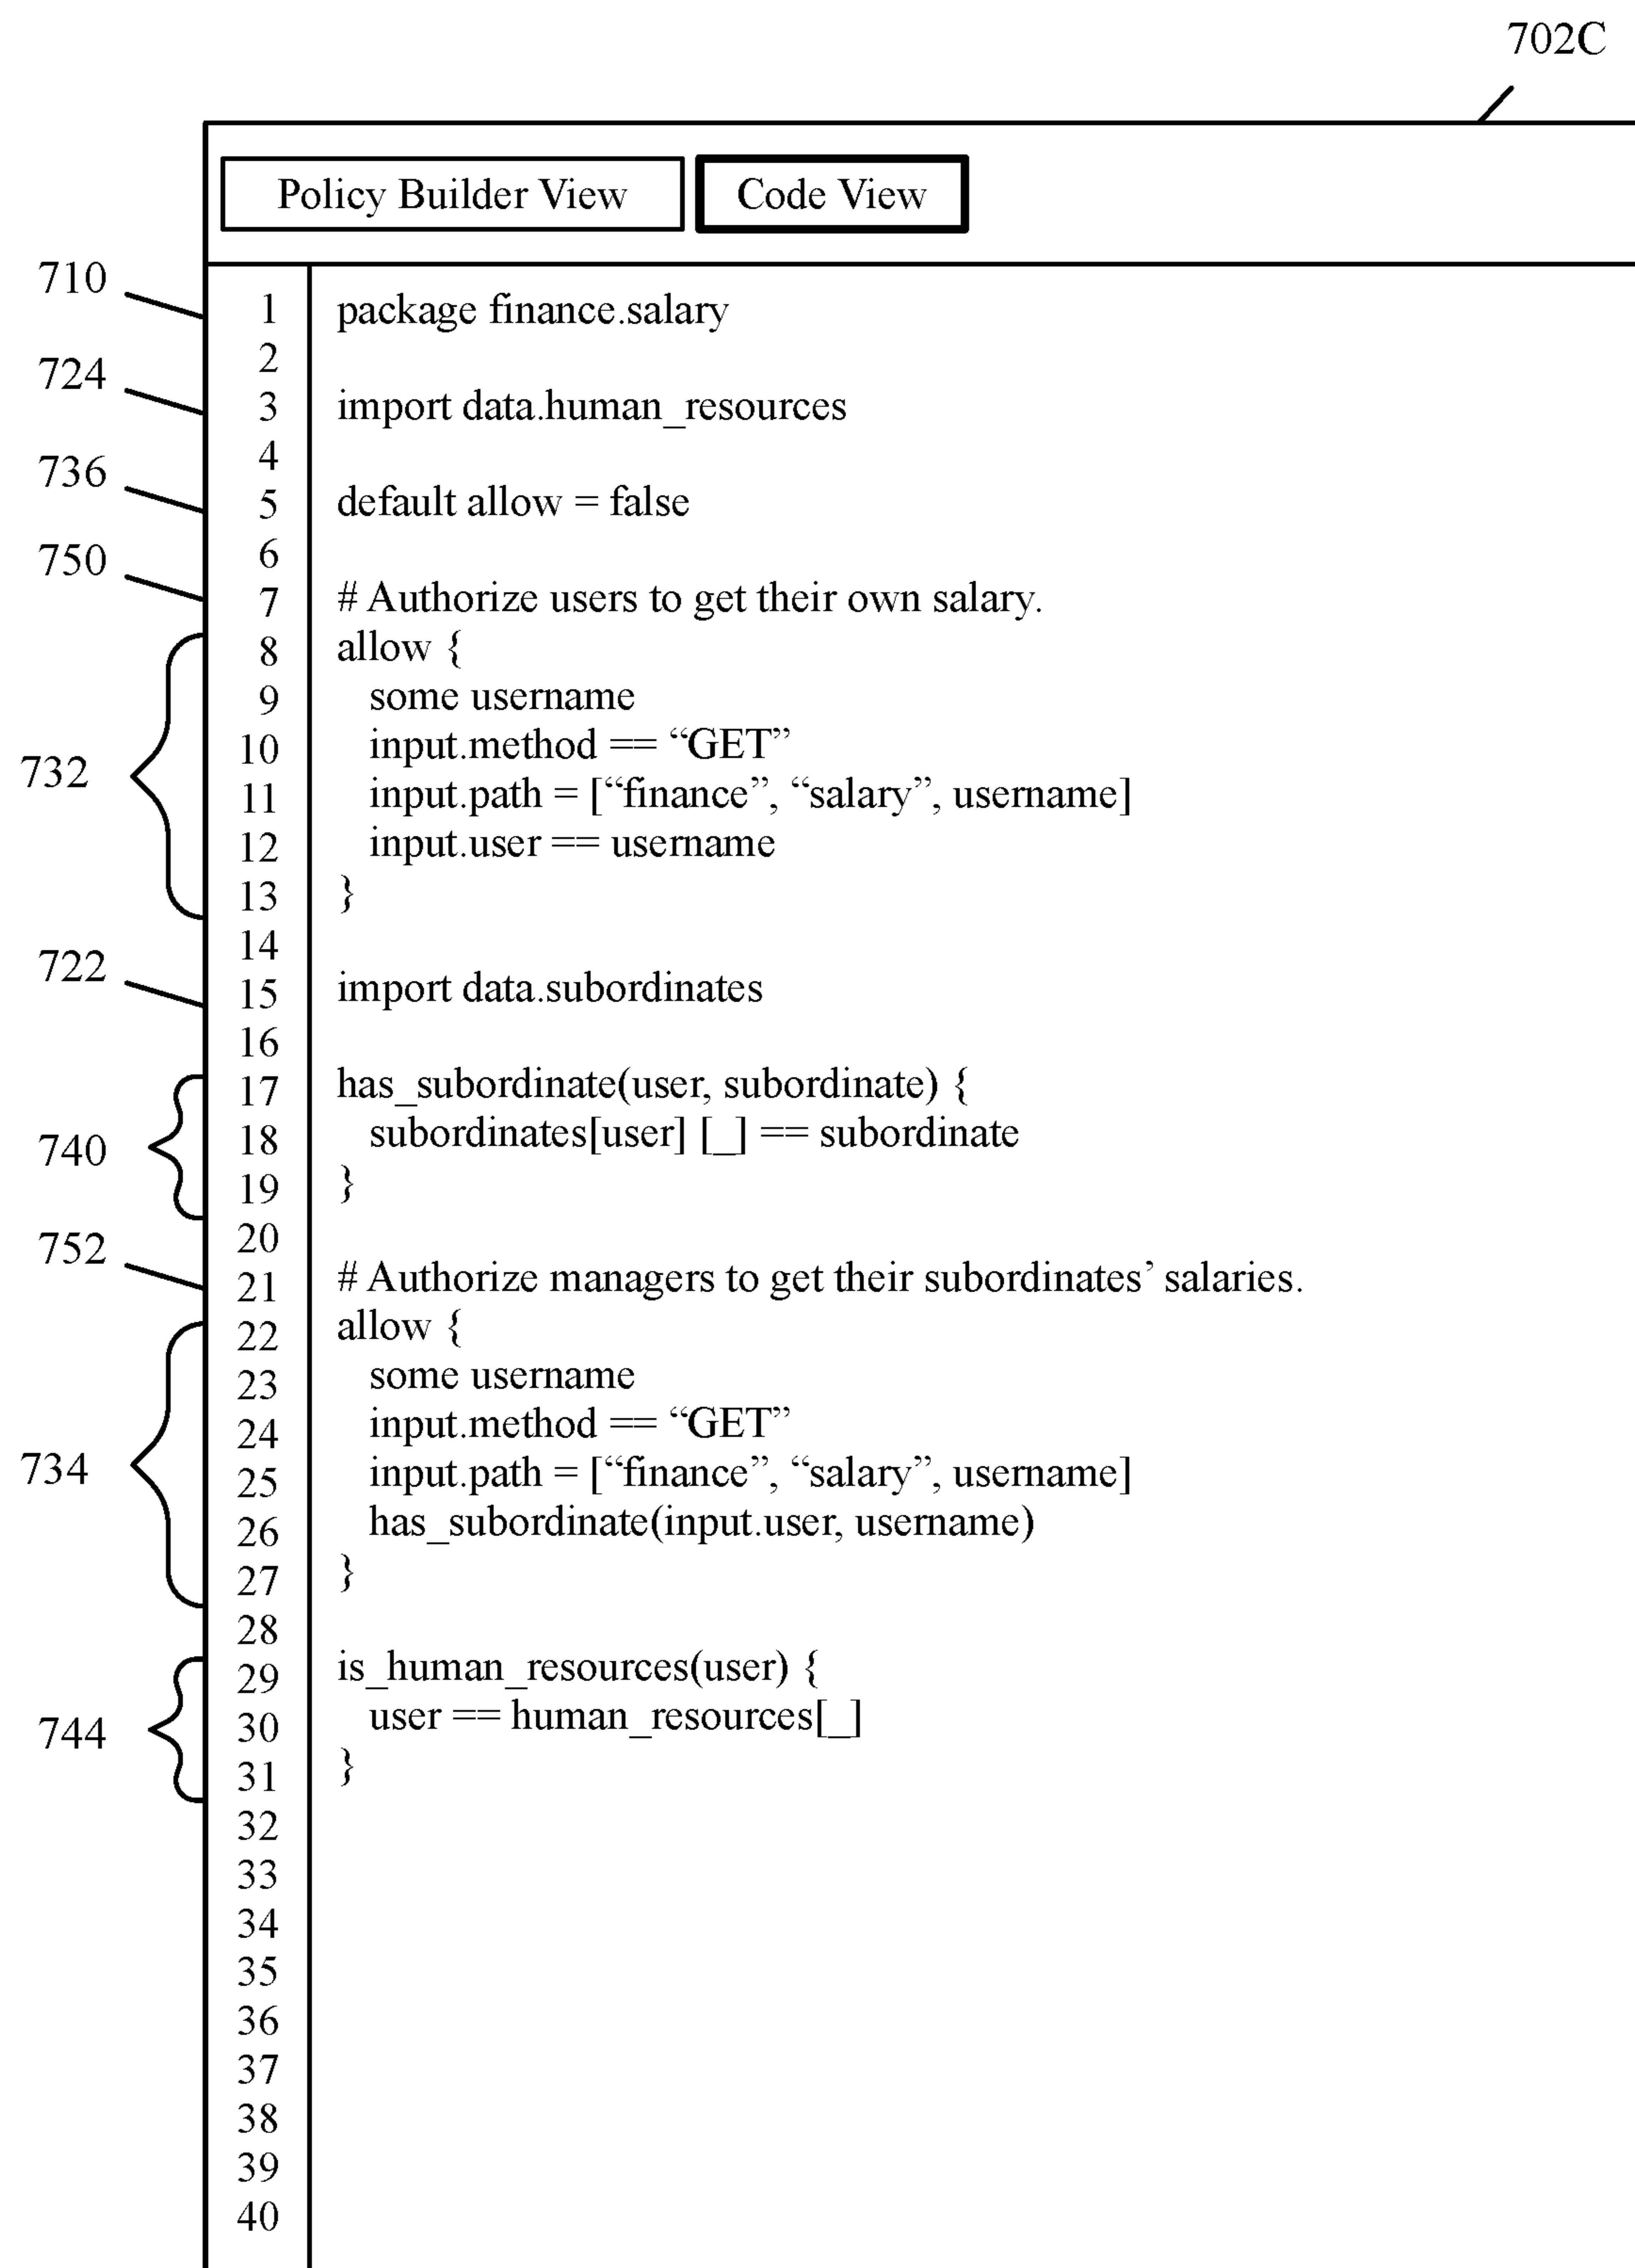 702C
Policy Builder View Code View
710 1 package finance.salary
2
724 3 import data.human_resources
4
736 5 default allow = false
6
750 7 # Authorize users to get their own salary.
8 allow {
9 some username
10 input.method == “GET”
732 11 input.path = [“finance”, “salary”, username]
12 input.user == username
13 }
14
722 15 import data.subordinates
16
17 has_subordinate(user, subordinate) {
740 18 subordinates[user] [_] == subordinate
19 }
20
752 21 # Authorize managers to get their subordinates’ salaries.
22 allow {
23 some username
24 input.method == “GET”
734 25 input.path = [“finance”, “salary”, username]
26 has_subordinate(input.user, username)
27 }
28
29 is_human_resources(user) {
744 30 user == human_resources[_]
31 }
32
33
34
35
36
37
38
39
40